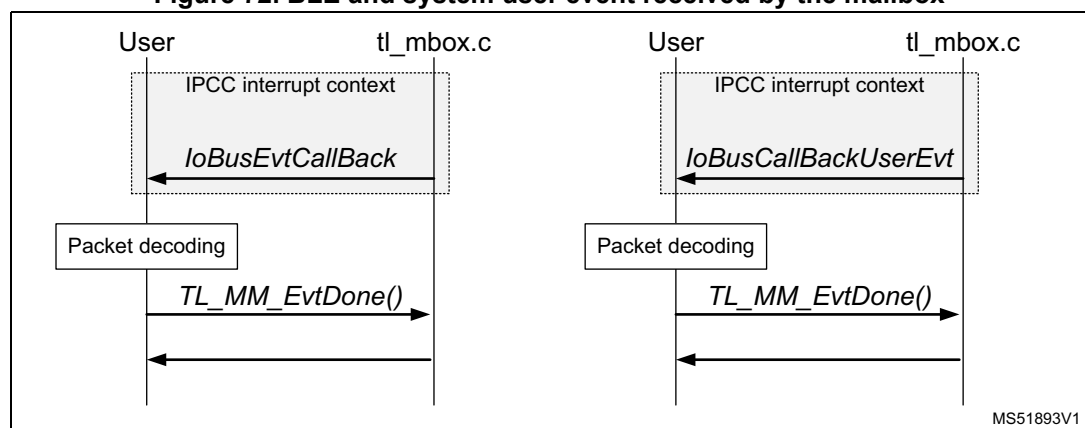 Figure 72. BLE and system user event received by the mailbox
User tl_mbox.c User tl_mbox.c
IPCC interrupt context IPCC interrupt context
IoBusEvtCallBack IoBusCallBackUserEvt
Packet decoding Packet decoding
TL_MM_EvtDone() TL_MM_EvtDone()
MS51893V1